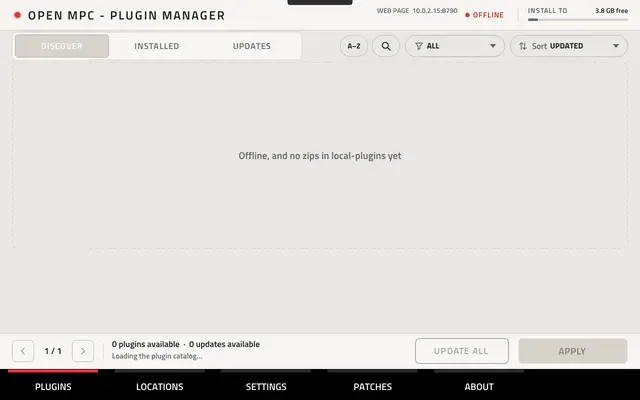 OPEN MPC - PLUGIN MANAGER
WEB PAGE 10.0.2.15:8790
OFFLINE
INSTALL TO
3.8 GB free
DISCOVER
INSTALLED
UPDATES
A–Z
ALL
Sort UPDATED
Offline, and no zips in local-plugins yet
1 / 1
0 plugins available · 0 updates available
Loading the plugin catalog...
UPDATE ALL
APPLY
PLUGINS
LOCATIONS
SETTINGS
PATCHES
ABOUT